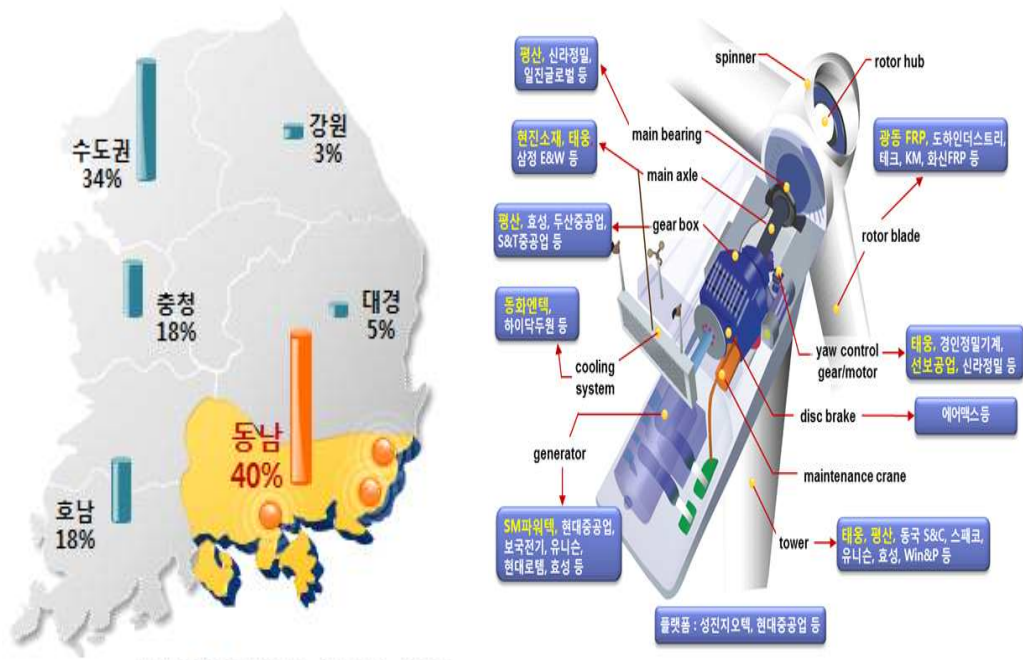 수도권
34%
강원
3%
충청
18%
대경
5%
동남
40%
호남
18%
평산, 신라정밀,
일진글로벌 등
현진소재, 태웅
삼정 E&W 등
평산, 효성, 두산중공업,
S&T중공업 등
동화엔텍,
하이닥두원 등
SM파워텍, 현대중공업,
보국전기, 유니슨,
현대로템, 효성 등
spinner
rotor hub
main bearing
main axle
gear box
cooling
system
generator
광동 FRP, 도하인더스트리,
테크, KM, 화신FRP 등
rotor blade
yaw control
gear/motor
태웅, 경인정밀기계,
선보공업, 신라정밀 등
disc brake
에어맥스 등
maintenance crane
tower
태웅, 평산, 동국 S&C, 스패코,
유니슨, 효성, Win&P 등
플랫폼 : 성진지오텍, 현대중공업 등